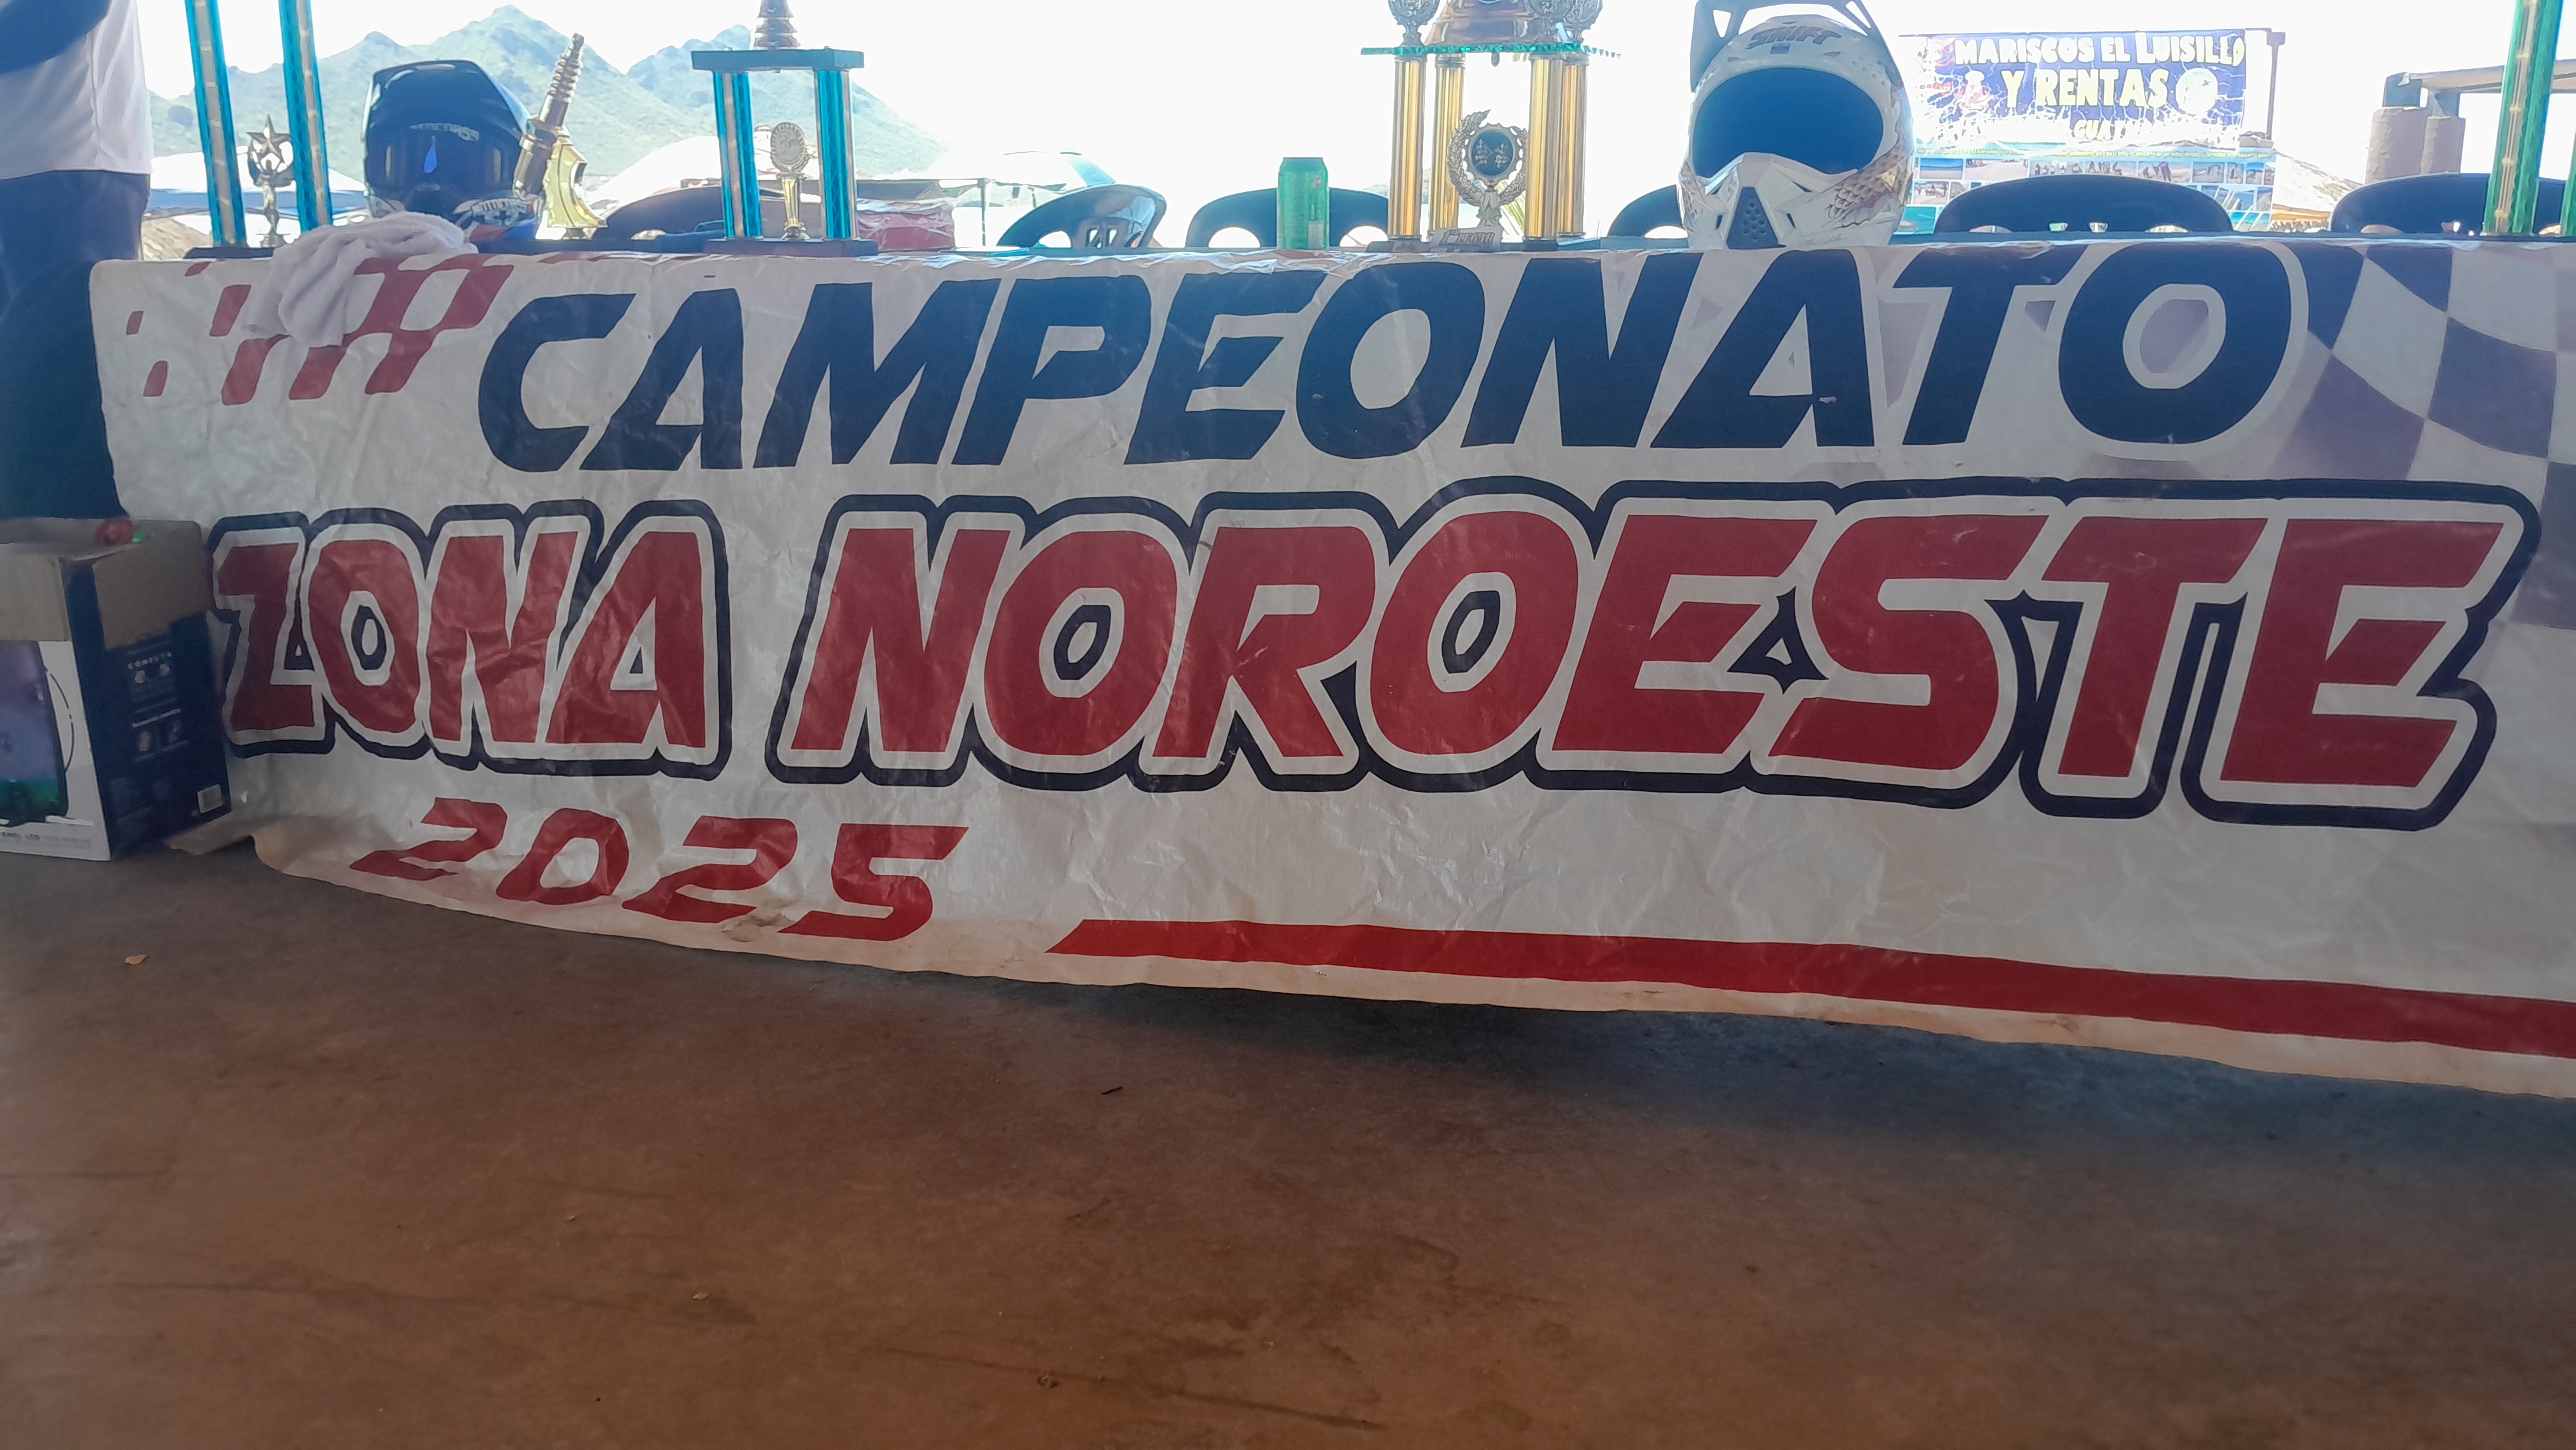 MARISCOS EL LUISILLO
Y RENTAS
CAMPEONATO
ZONA NOROESTE
2025